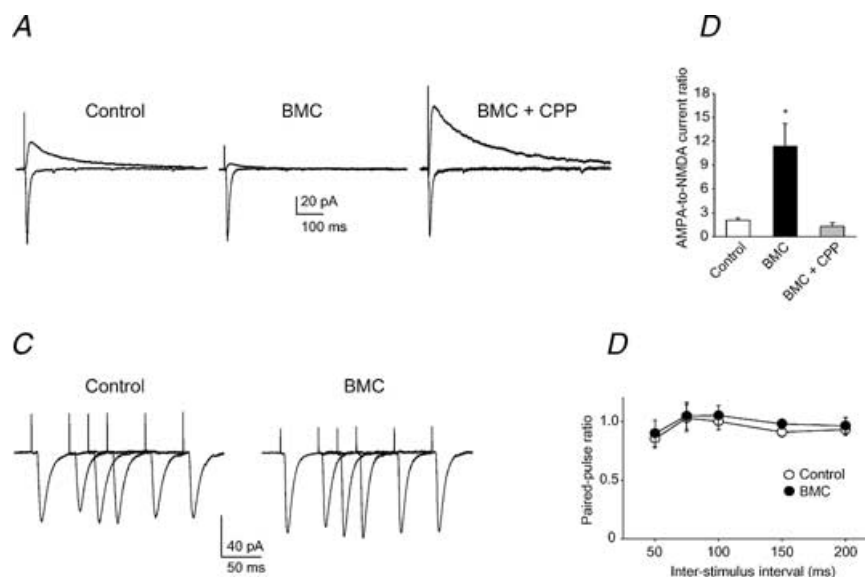 A
Control
BMC
BMC + CPP
20 pA
100 ms
D
AMPA-to-NMDA current ratio
18
15
12
9
6
3
0
*
Control
BMC
BMC + CPP
C
Control
BMC
40 pA
50 ms
D
Paired-pulse ratio
1.0
0.5
0
Control
BMC
50
100
150
200
Inter-stimulus interval (ms)